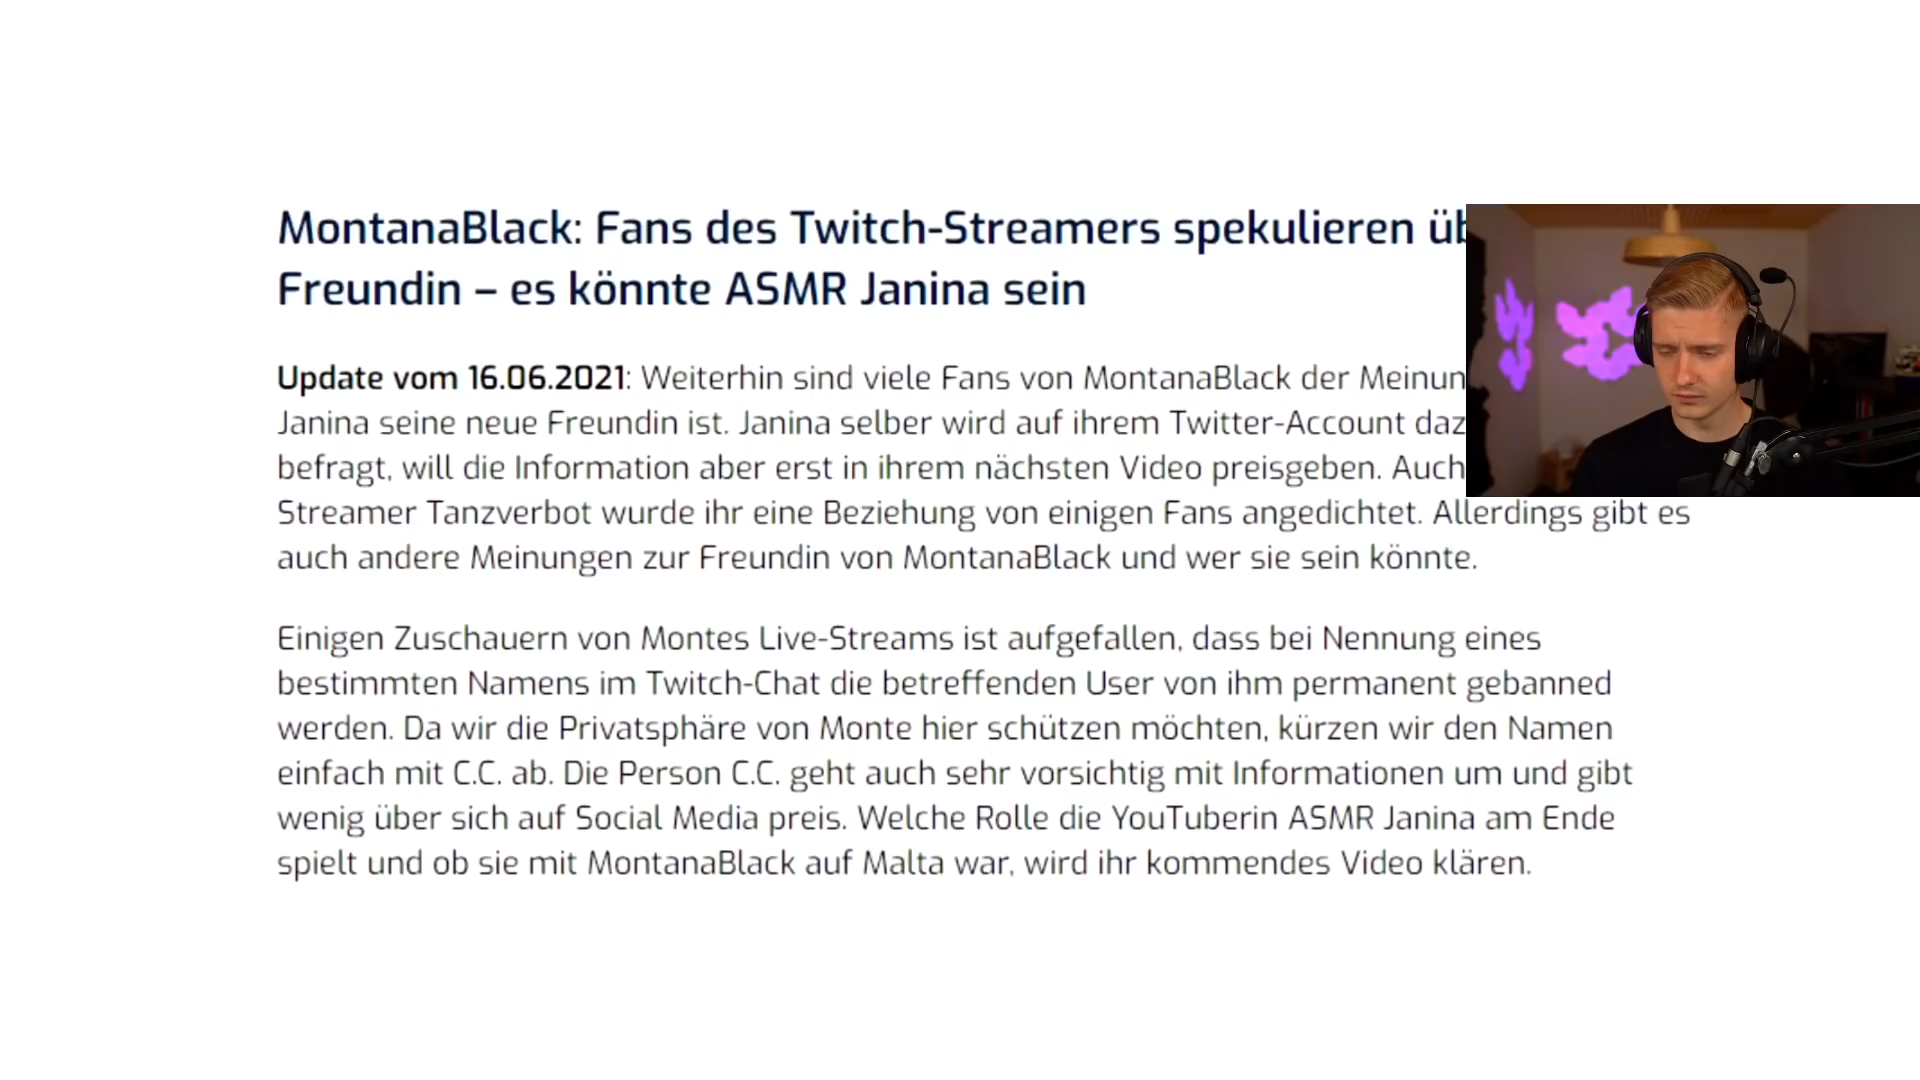 MontanaBlack: Fans des Twitch-Streamers spekulieren
Freundin – es könnte ASMR Janina sein
Update vom 16.06.2021: Weiterhin sind viele Fans von MontanaBlack der
Janina seine neue Freundin ist. Janina selber wird auf ihrem Twitter-Account
befragt, will die Information aber erst in ihrem nächsten Video preisgeben. Auch
Streamer Tanzverbot wurde ihr eine Beziehung von einigen Fans angedichtet. Allerdings gibt es
auch andere Meinungen zur Freundin von MontanaBlack und wer sie sein könnte.
Einigen Zuschauern von Montes Live-Streams ist aufgefallen, dass bei Nennung eines
bestimmten Namens im Twitch-Chat die betreffenden User von ihm permanent gebanned
werden. Da wir die Privatsphäre von Monte hier schützen möchten, kürzen wir den Namen
einfach mit C.C. ab. Die Person C.C. geht auch sehr vorsichtig mit Informationen um und gibt
wenig über sich auf Social Media preis. Welche Rolle die YouTuberin ASMR Janina am Ende
spielt und ob sie mit MontanaBlack auf Malta war, wird ihr kommendes Video klären.